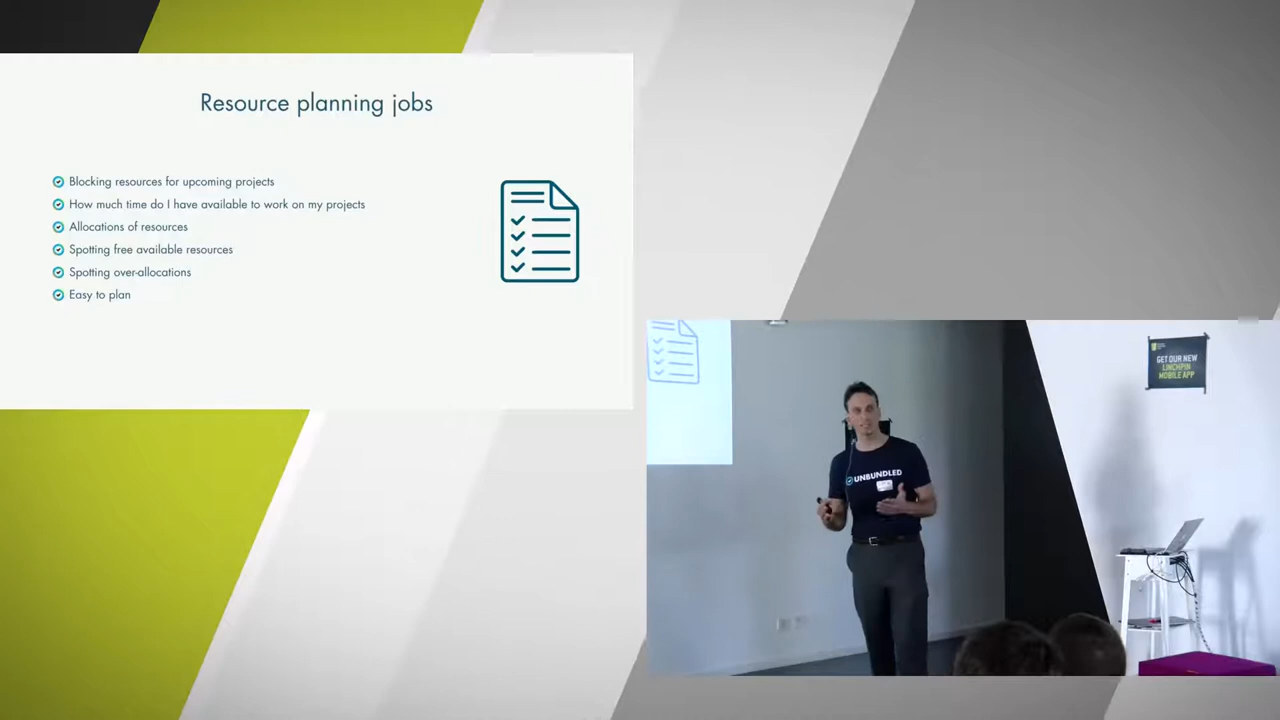 Resource planning jobs
Blocking resources for upcoming projects
How much time do I have available to work on my projects
Allocations of resources
Spotting free available resources
Spotting over-allocations
Easy to plan
GET OUR NEW
LINCHPIN
MOBILE APP
UNBUNDLED